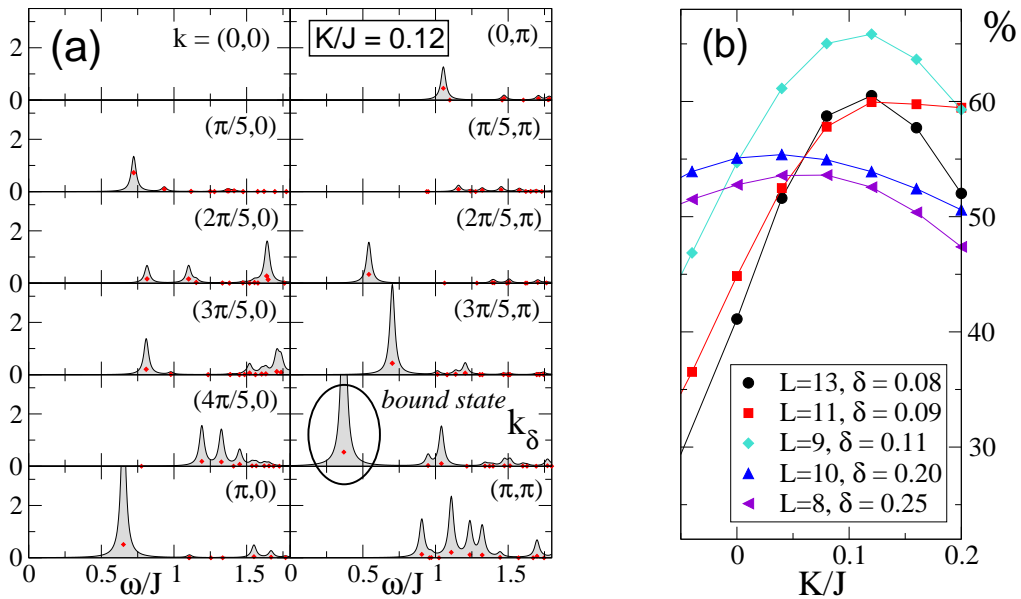 (a)
k = (0,0)
K/J = 0.12
(0,π)
2
0
(π/5,0)
(π/5,π)
2
0
(2π/5,0)
(2π/5,π)
2
0
(3π/5,0)
(3π/5,π)
2
0
(4π/5,0)
bound state
kδ
2
0
(π,0)
(π,π)
2
0
0 0.5 1 1.5
0 0.5 1 1.5
ω/J
ω/J
(b)
%
60
50
40
30
L=13, δ = 0.08
L=11, δ = 0.09
L=9, δ = 0.11
L=10, δ = 0.20
L=8, δ = 0.25
0 0.1 0.2
K/J